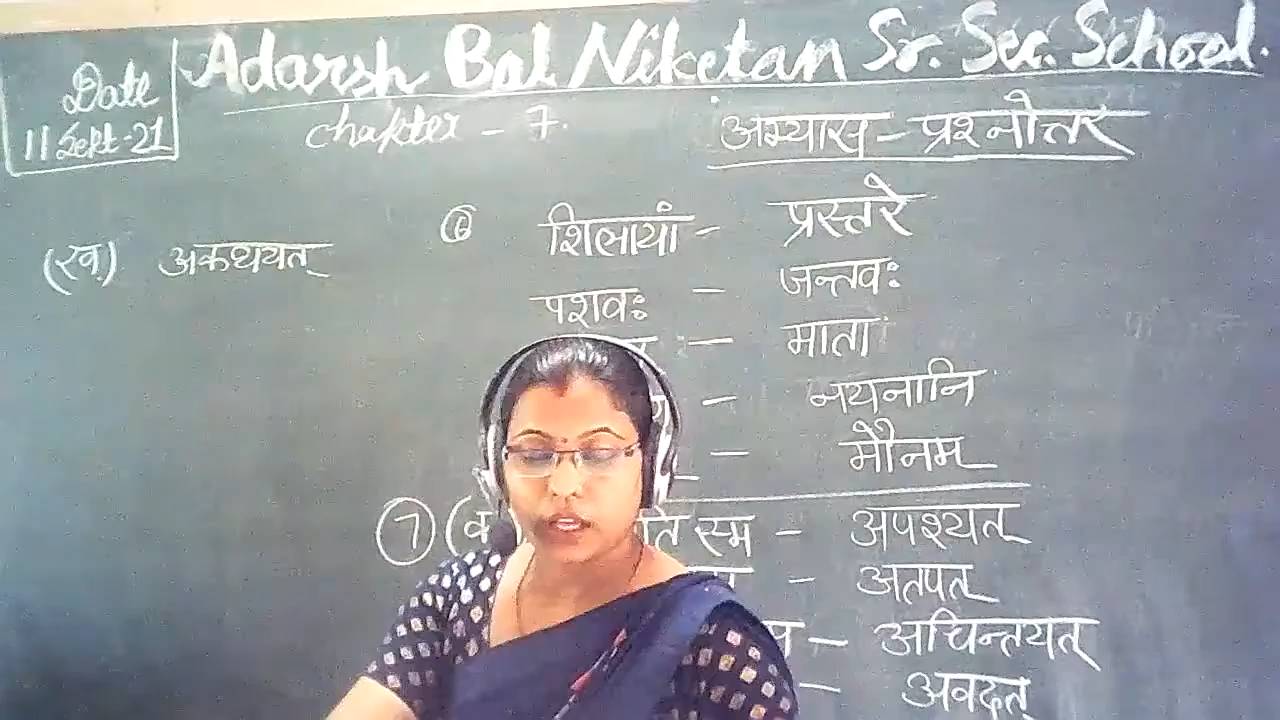 Adarsh Bal Niketan Sr. Sec. School.
Date
11 Sept-21
Chapter - 7.
अभ्यास - प्रश्नोत्तर
(ख) अकथयत्
⑥ शिलायां - प्रस्तरे
पशवः - जन्तवः
- माता
- नयनानि
- मौनम्
⑦ (क) ति स्म - अपश्यत्
- अतपत्
- अचिन्तयत्
- अवदत्